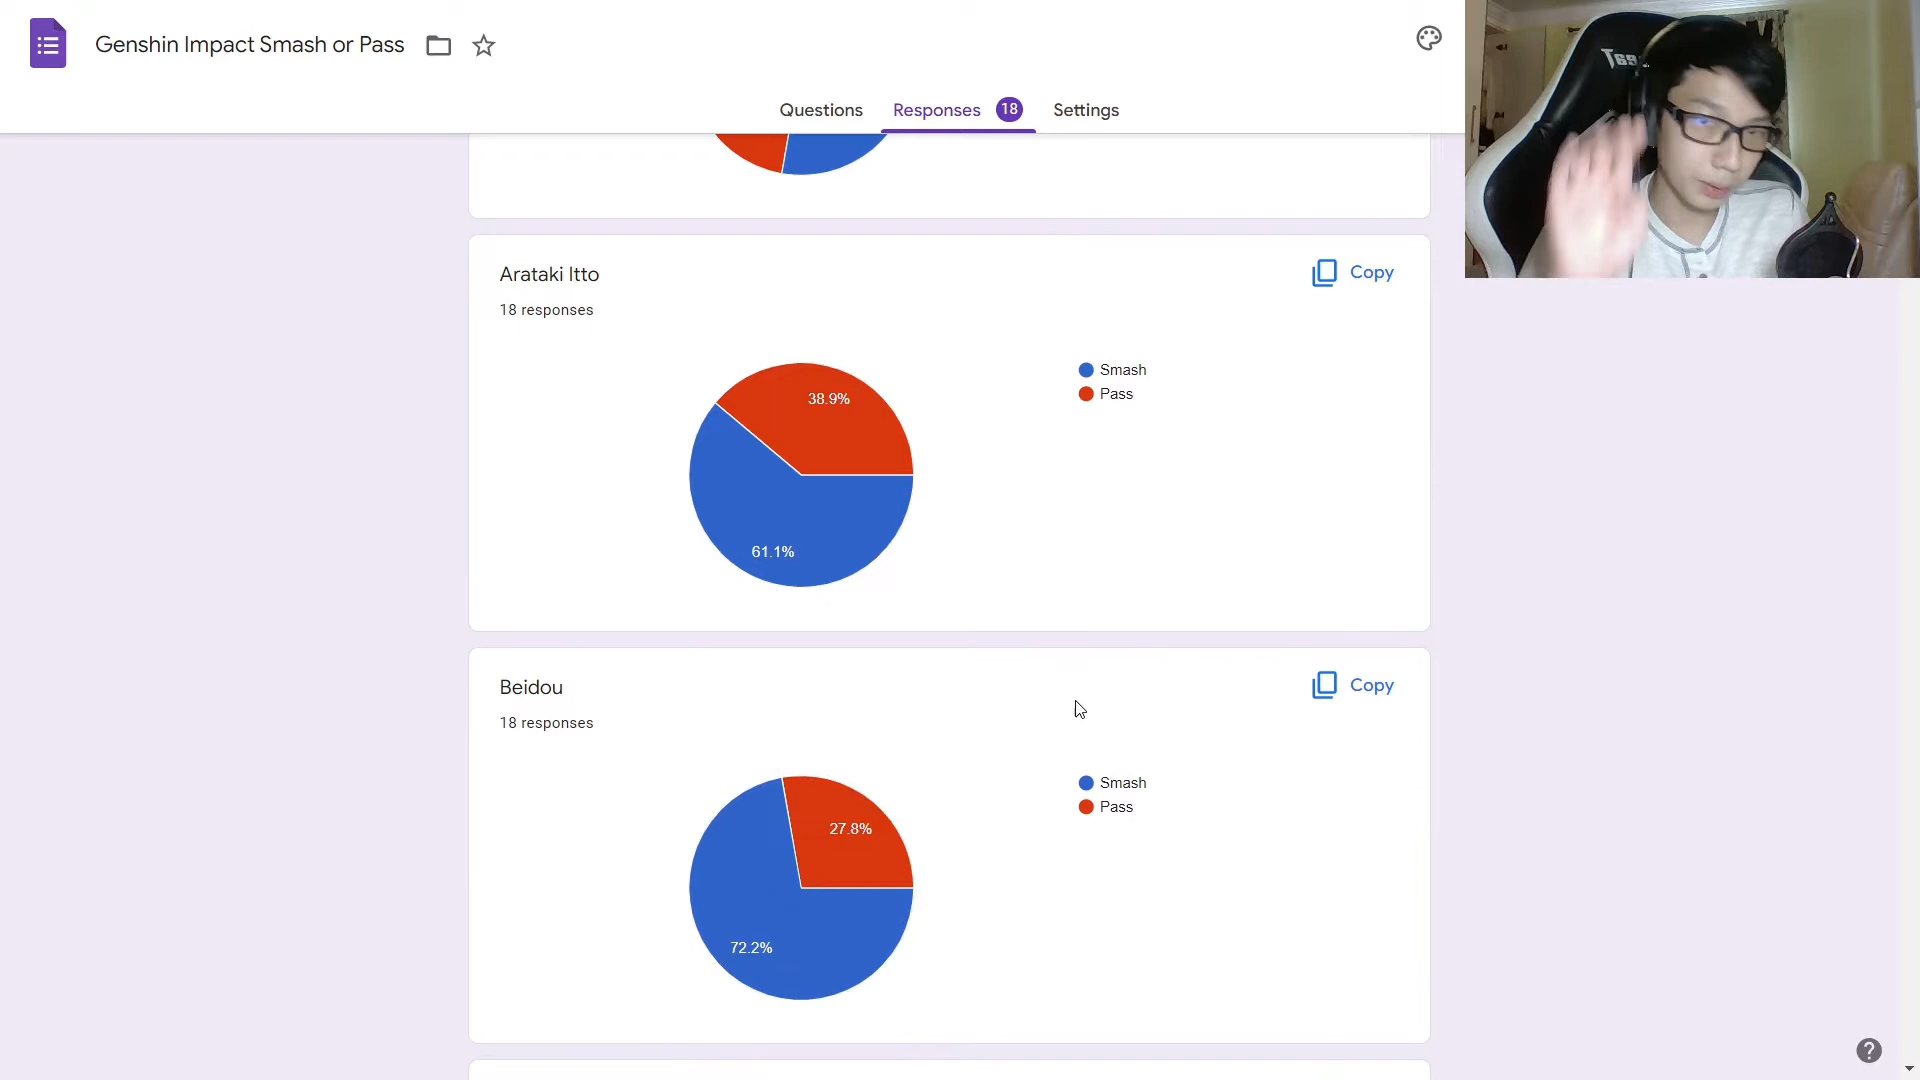 Genshin Impact Smash or Pass
Questions
Responses 18
Settings
Arataki Itto
Copy
18 responses
Smash
Pass
38.9%
61.1%
Beidou
Copy
18 responses
Smash
Pass
27.8%
72.2%
?